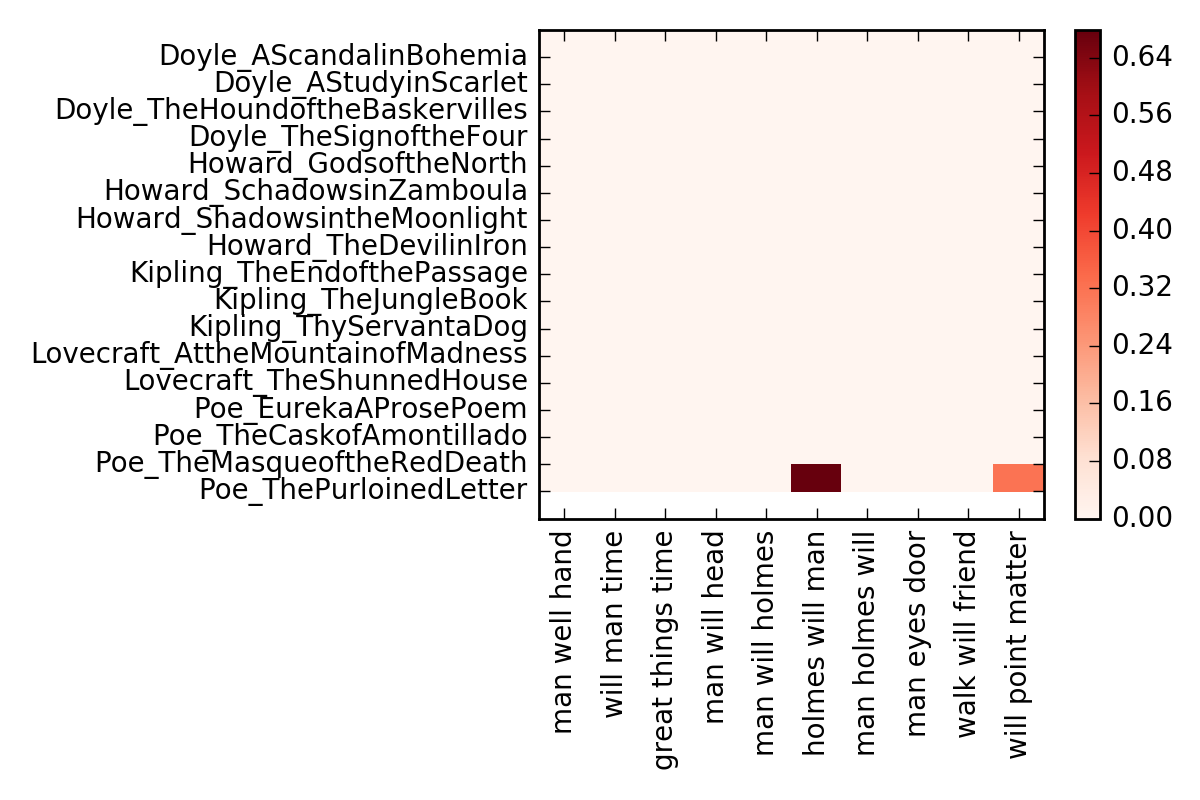 Doyle_AScandalinBohemia
Doyle_AStudyinScarlet
Doyle_TheHoundoftheBaskervilles
Doyle_TheSignoftheFour
Howard_GodsoftheNorth
Howard_SchadowsinZamboula
Howard_ShadowsintheMoonlight
Howard_TheDevilinIron
Kipling_TheEndofthePassage
Kipling_TheJungleBook
Kipling_ThyServantaDog
Lovecraft_AttheMountainofMadness
Lovecraft_TheShunnedHouse
Poe_EurekaAProsePoem
Poe_TheCaskofAmontillado
Poe_TheMasqueoftheRedDeath
Poe_ThePurloinedLetter
man well hand
will man time
great things time
man will head
man will holmes
holmes will man
man holmes will
man eyes door
walk will friend
will point matter
0.64
0.56
0.48
0.40
0.32
0.24
0.16
0.08
0.00